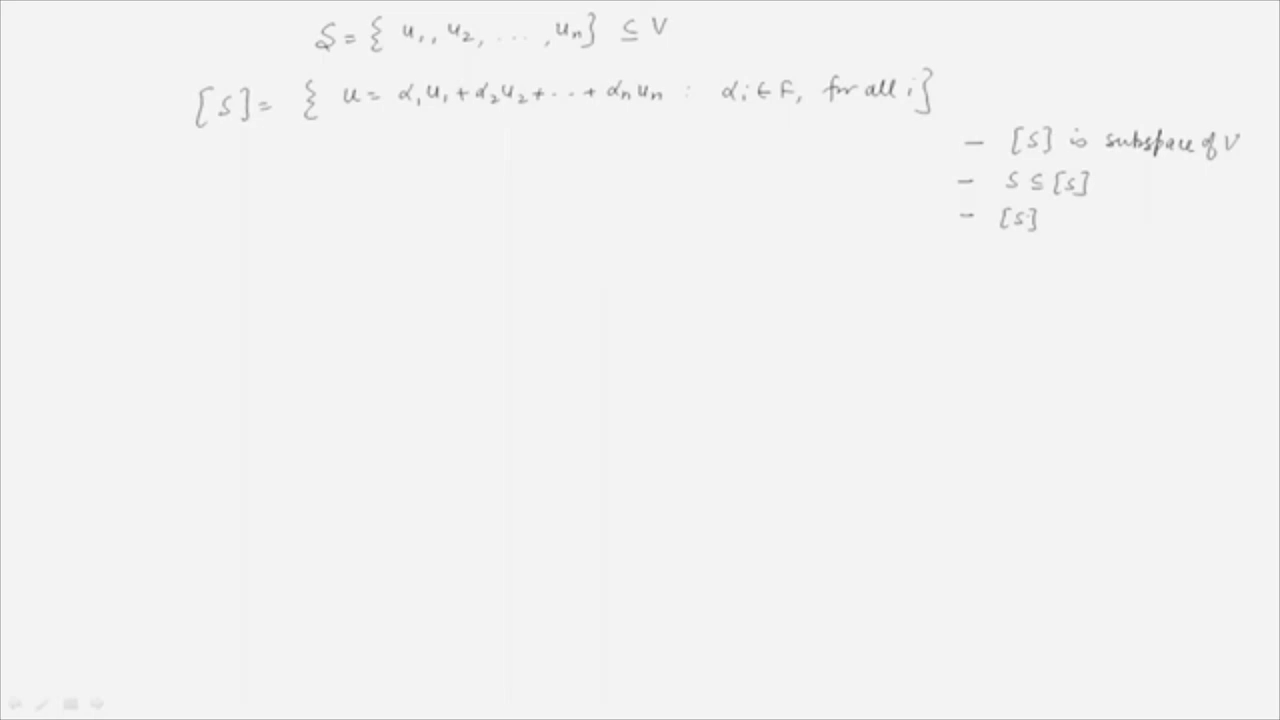 S = { u₁, u₂, ..., uₙ } ⊆ V
[S] = { u = α₁u₁ + α₂u₂ + ... + αₙuₙ : αᵢ ∈ F, for all i }
– [S] is subspace of V
– S ⊆ [S]
– [S]